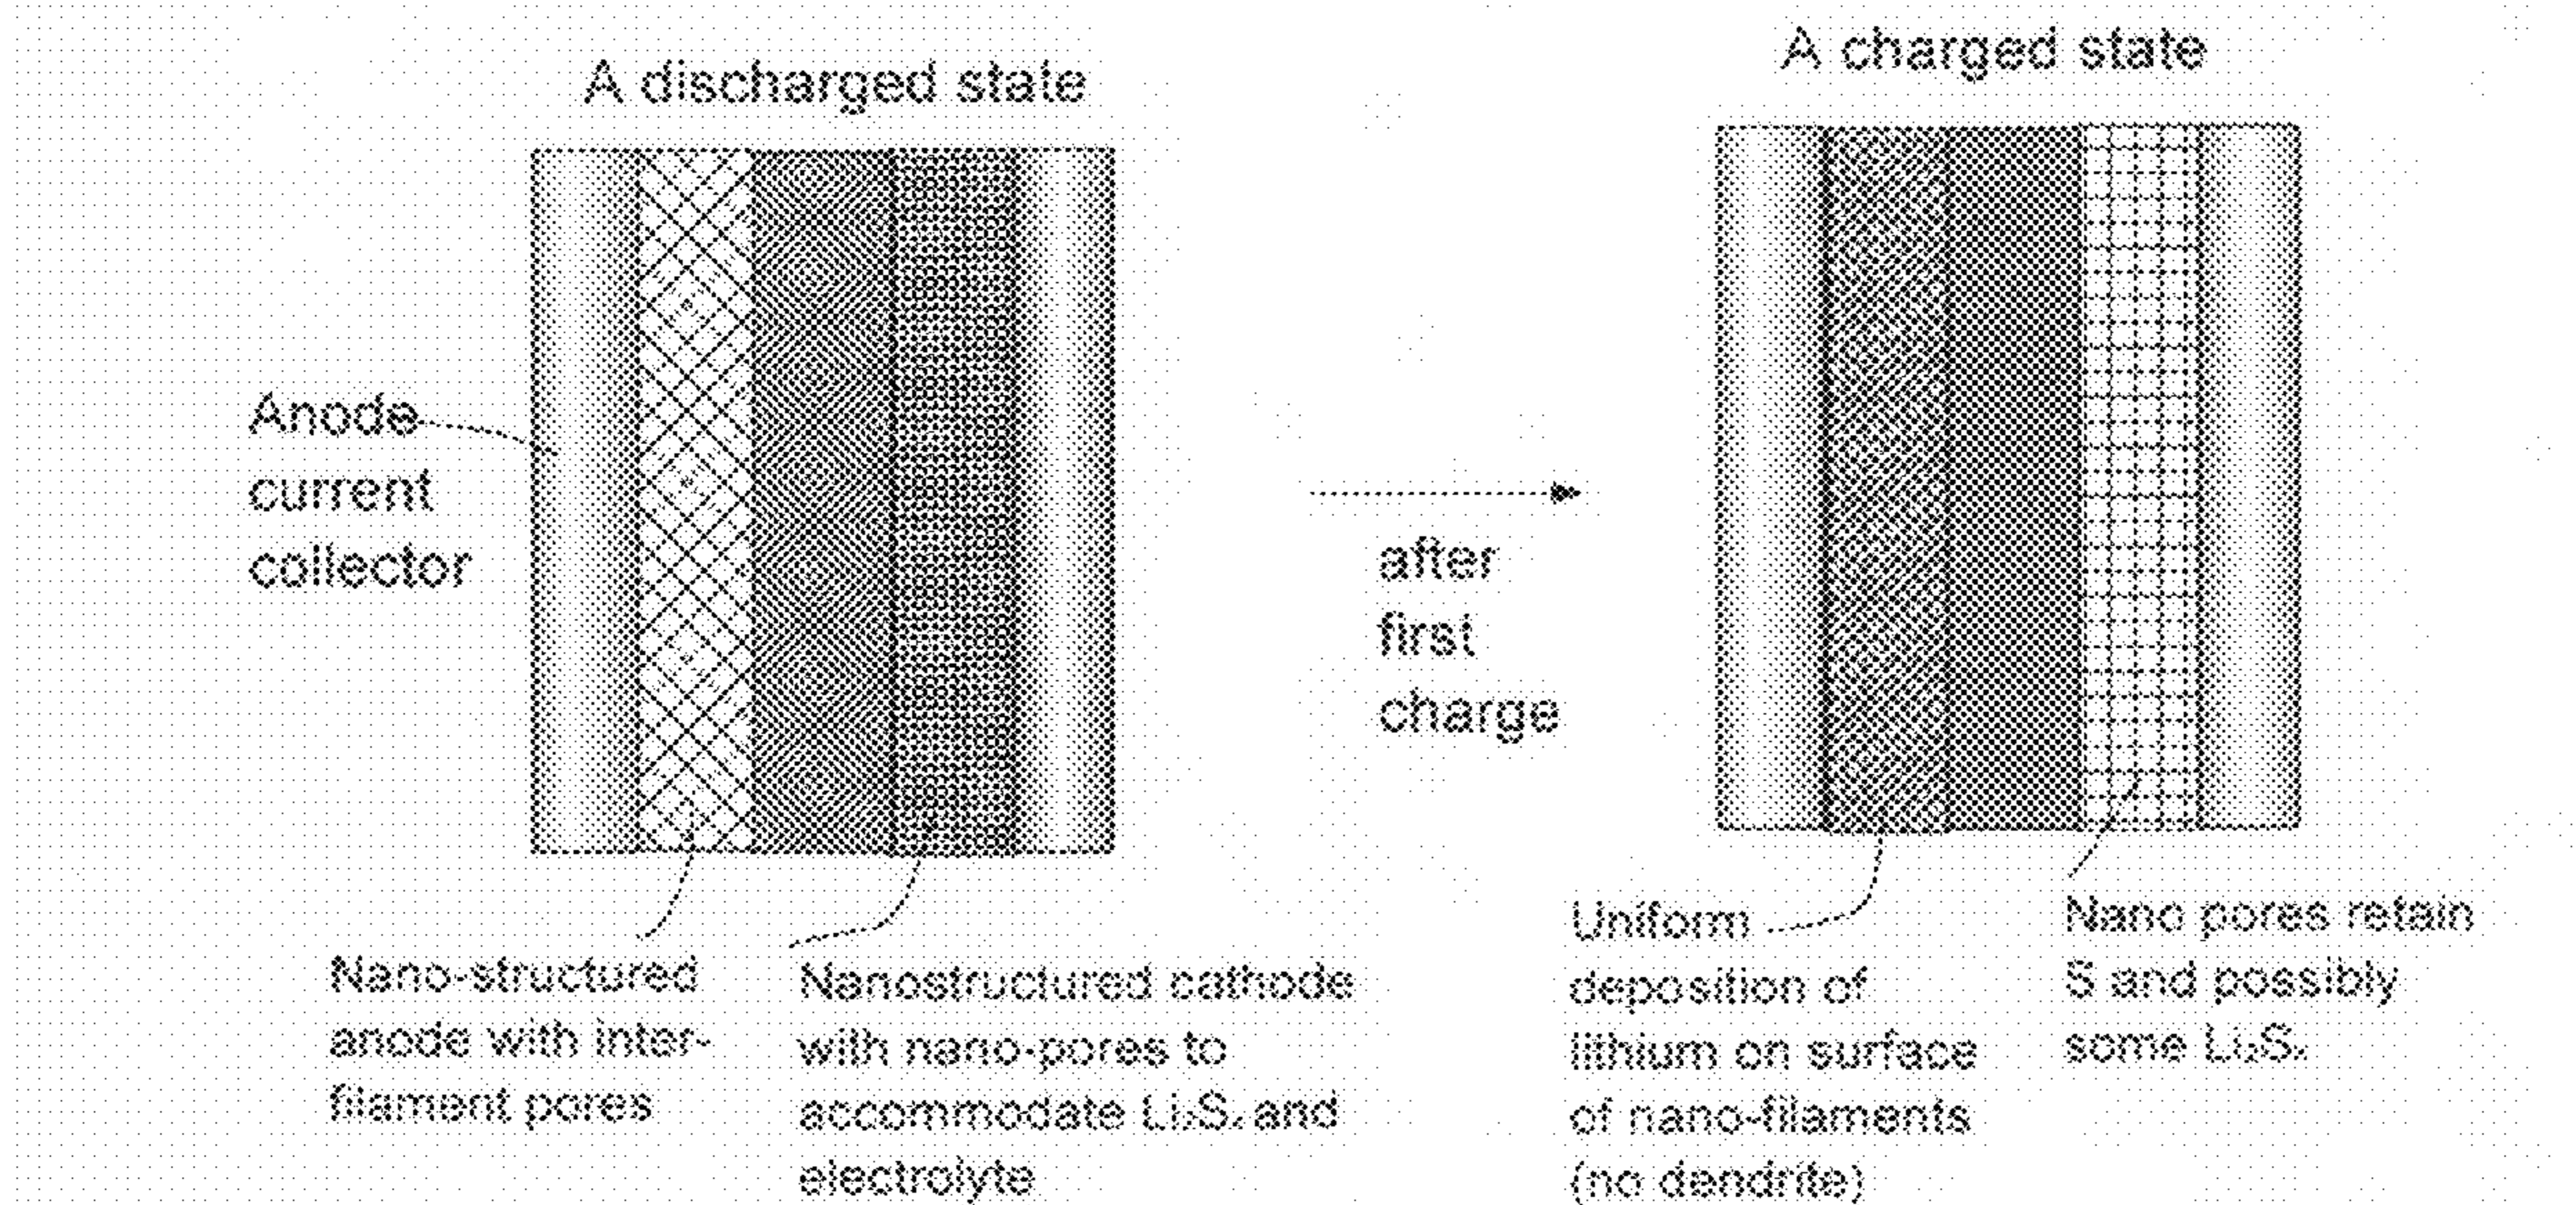 A discharged state
A charged state
Anode
current
collector
after
first
charge
Nano-structured
anode with inter-
filament pores
Nanostructured cathode
with nano-pores to
accommodate Li₂Sₓ and
electrolyte
Uniform
deposition of
lithium on surface
of nano-filaments
(no dendrite)
Nano pores retain
S and possibly
some Li₂Sₓ